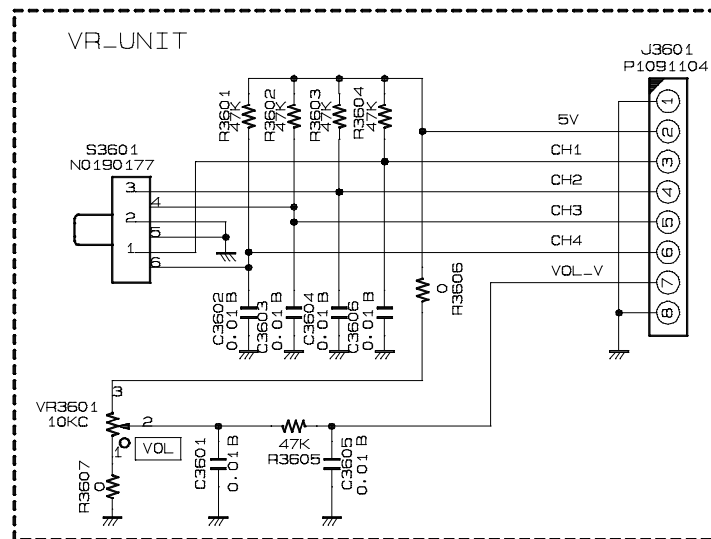 VR_UNIT
J3601
P1091104
R3601
47K
R3602
47K
R3603
47K
R3604
47K
S3601
N0190177
3
4
2
5
1
6
5V
CH1
CH2
CH3
CH4
VOL_V
1
2
3
4
5
6
7
8
C3602
0.01 B
C3603
0.01 B
C3604
0.01 B
C3606
0.01 B
0
R3606
VR3601
10KC
3
2
1
VOL
R3607
0
C3601
0.01 B
47K
R3605
C3605
0.01 B